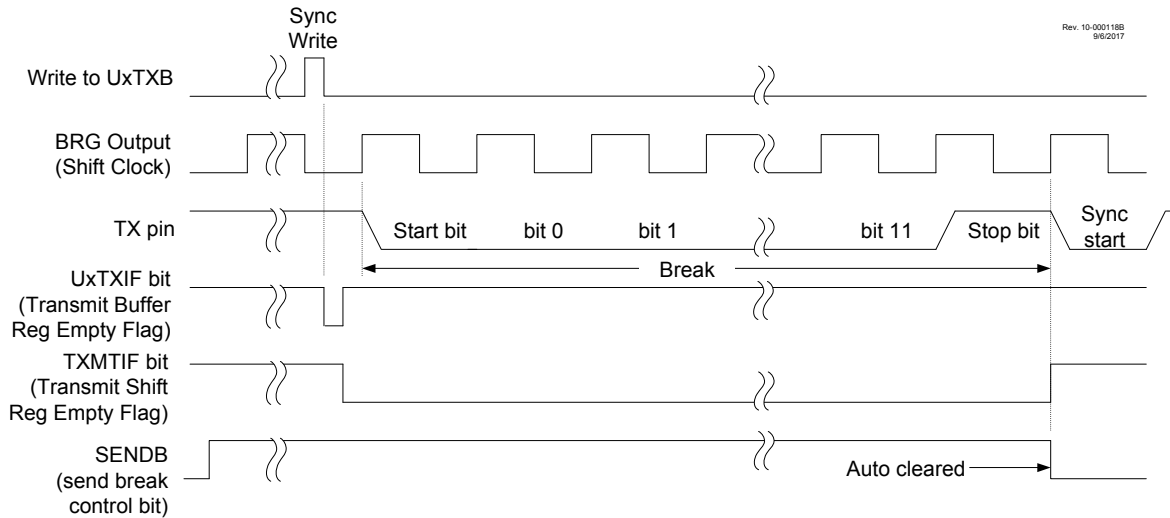 Sync
Write
Rev. 10-000118B
9/6/2017
Write to UxTXB
BRG Output
(Shift Clock)
TX pin
Start bit
bit 0
bit 1
bit 11
Stop bit
Sync
start
Break
UxTXIF bit
(Transmit Buffer
Reg Empty Flag)
TXMTIF bit
(Transmit Shift
Reg Empty Flag)
SENDB
(send break
control bit)
Auto cleared